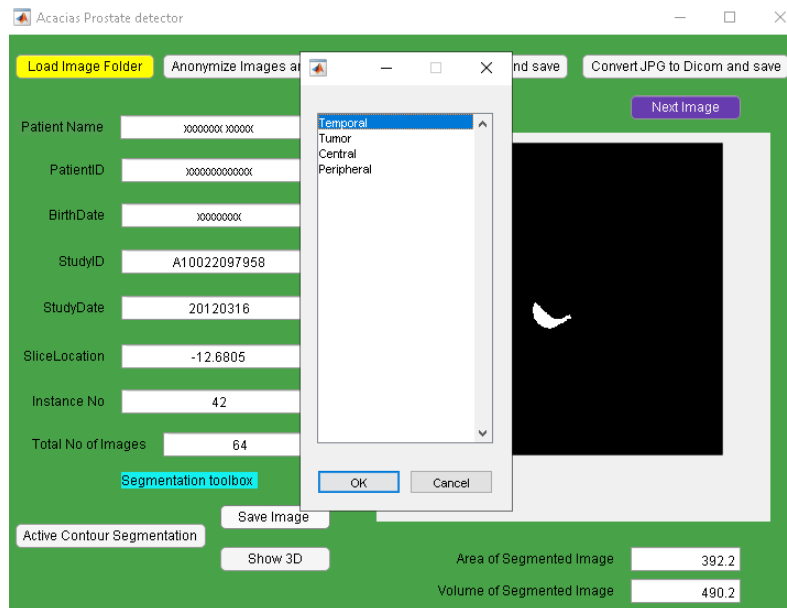 Acacias Prostate detector
Load Image Folder
Anonymize Images a
nd save
Convert JPG to Dicom and save
Next Image
Patient Name
xxxxxxx xxxxx
PatientID
xxxxxxxxxxxx
BirthDate
xxxxxxxx
StudyID
A10022097958
StudyDate
20120316
SliceLocation
-12.6805
Instance No
42
Total No of Images
64
Temporal
Tumor
Central
Peripheral
OK
Cancel
Segmentation toolbox
Save Image
Active Contour Segmentation
Show 3D
Area of Segmented Image
392.2
Volume of Segmented Image
490.2